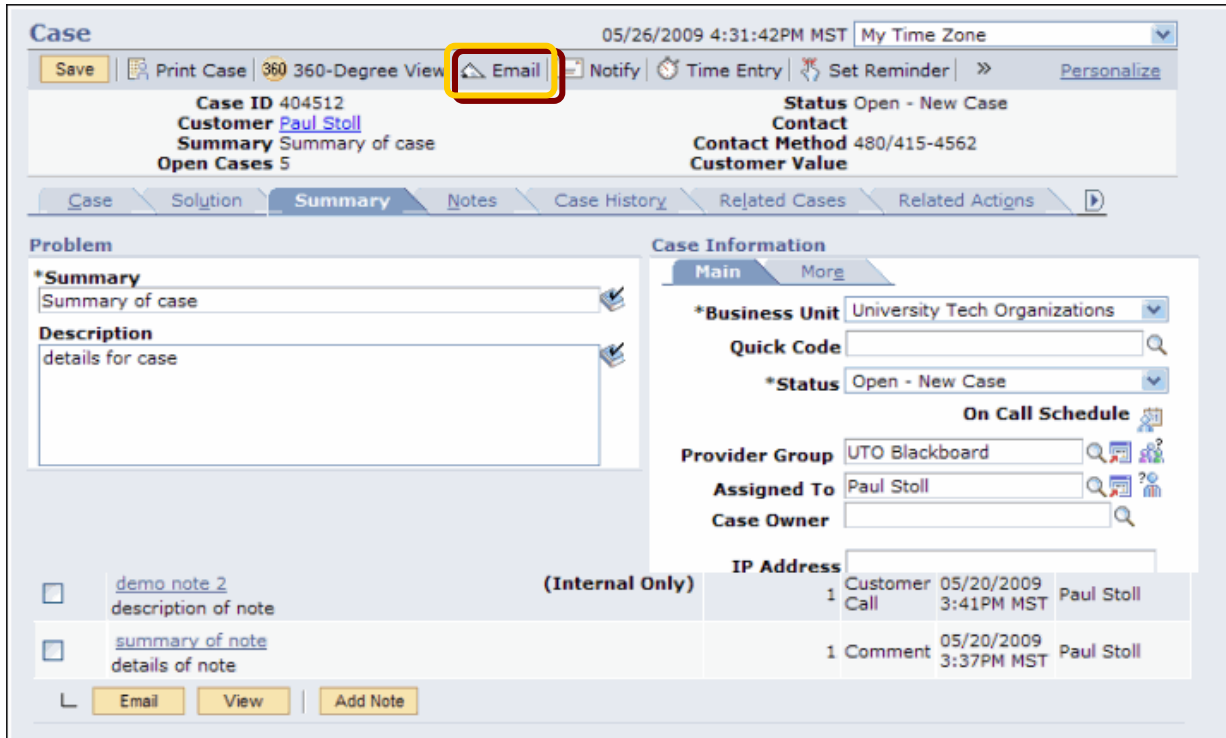 Case 05/26/2009 4:31:42PM MST My Time Zone
Save Print Case 360 360-Degree View Email Notify Time Entry Set Reminder » Personalize
Case ID 404512 Status Open - New Case
Customer Paul Stoll Contact
Summary Summary of case Contact Method 480/415-4562
Open Cases 5 Customer Value
Case Solution Summary Notes Case History Related Cases Related Actions
Problem
*Summary
Summary of case
Description
details for case
Case Information
Main More
*Business Unit University Tech Organizations
Quick Code
*Status Open - New Case
On Call Schedule
Provider Group UTO Blackboard
Assigned To Paul Stoll
Case Owner
IP Address
demo note 2 (Internal Only) 1 Customer Call 05/20/2009 3:41PM MST Paul Stoll
description of note
summary of note 1 Comment 05/20/2009 3:37PM MST Paul Stoll
details of note
Email View Add Note